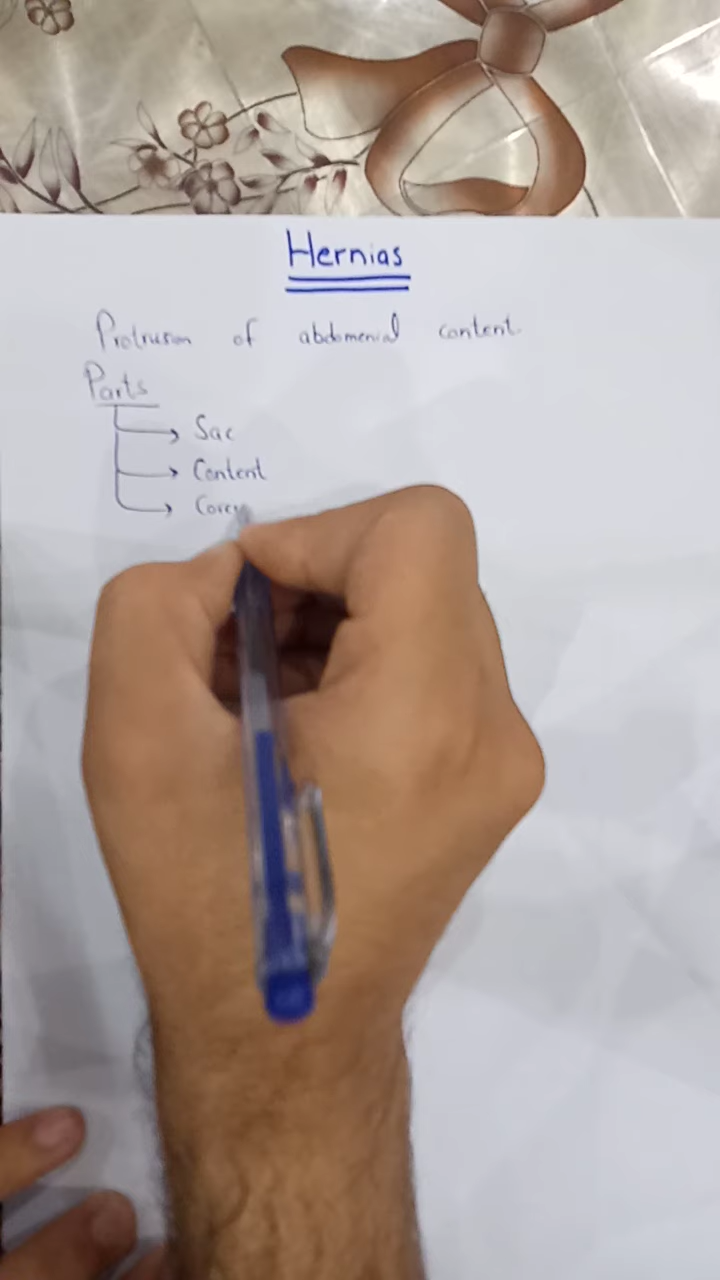 Hernias
Protrusion of abdomenial content.
Parts
Sac
Content